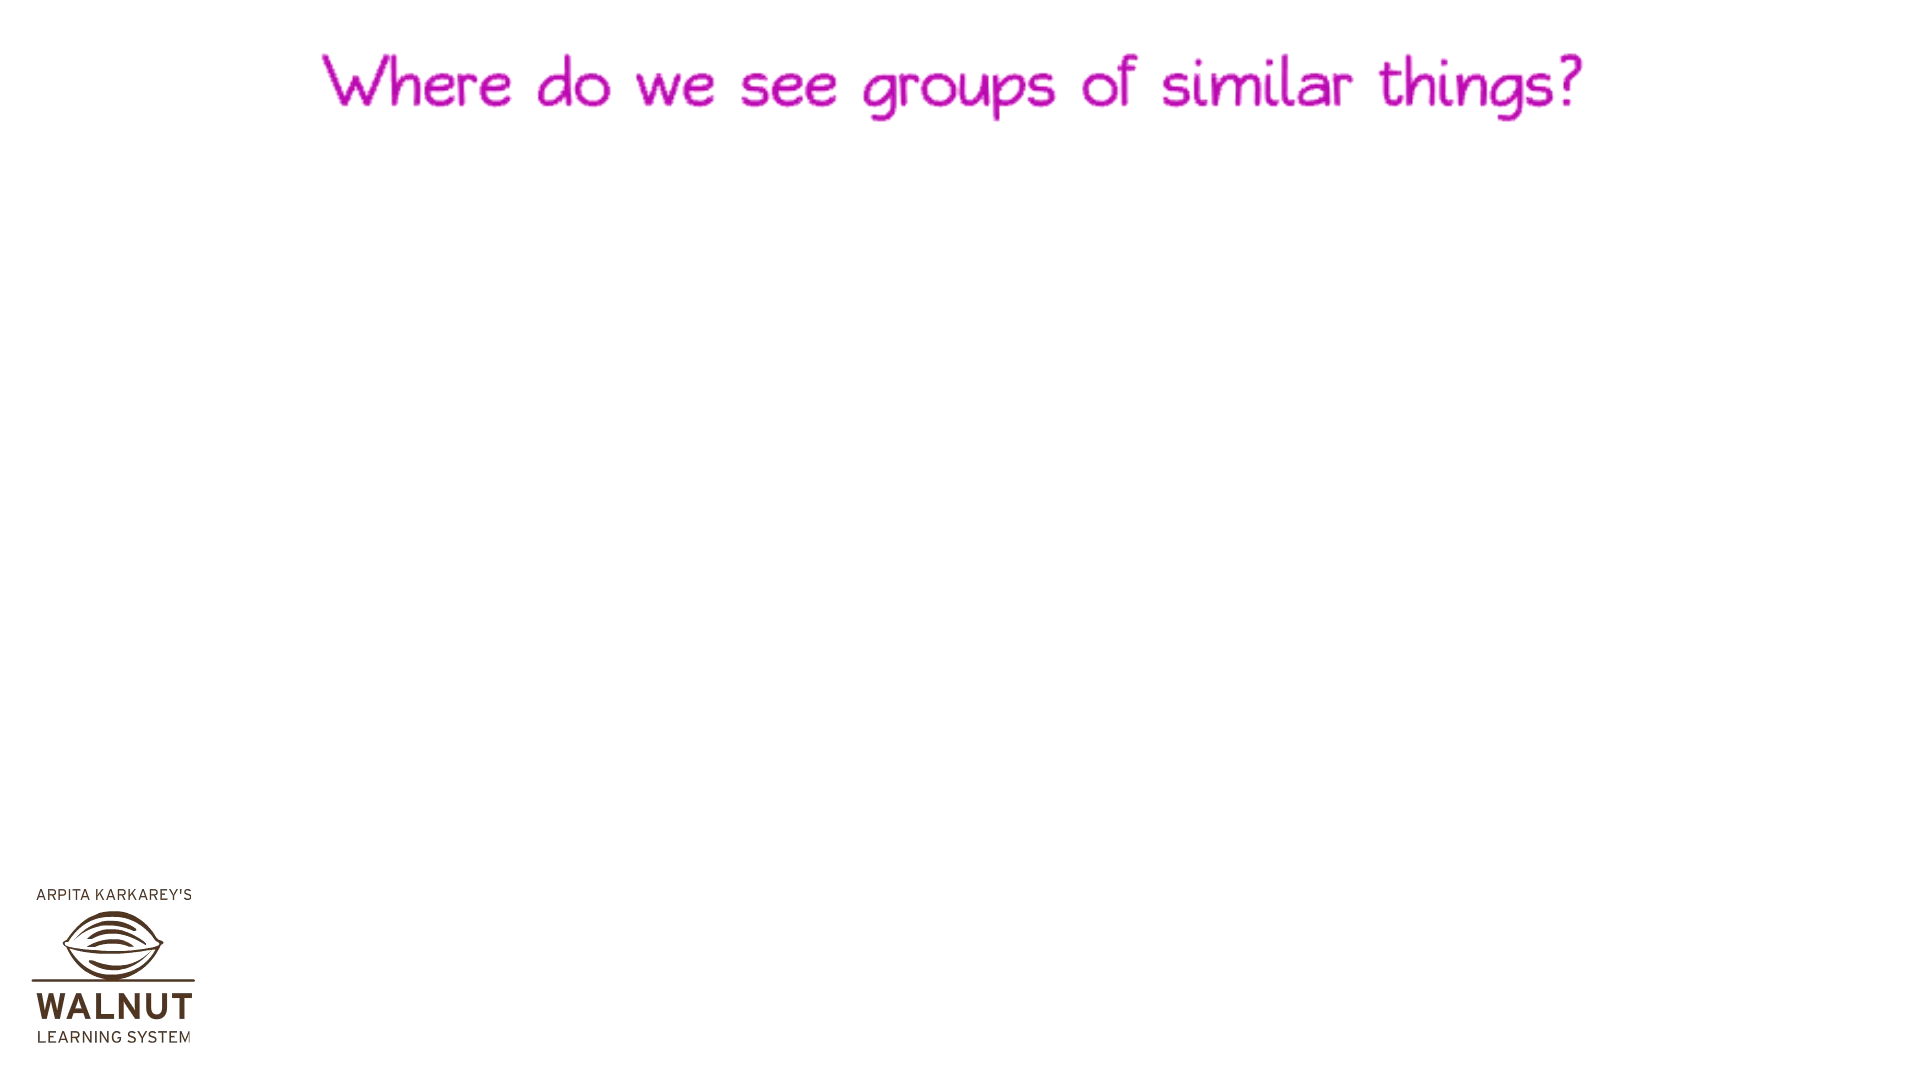 Where do we see groups of similar things?
ARPITA KARKAREY'S
WALNUT
LEARNING SYSTEM